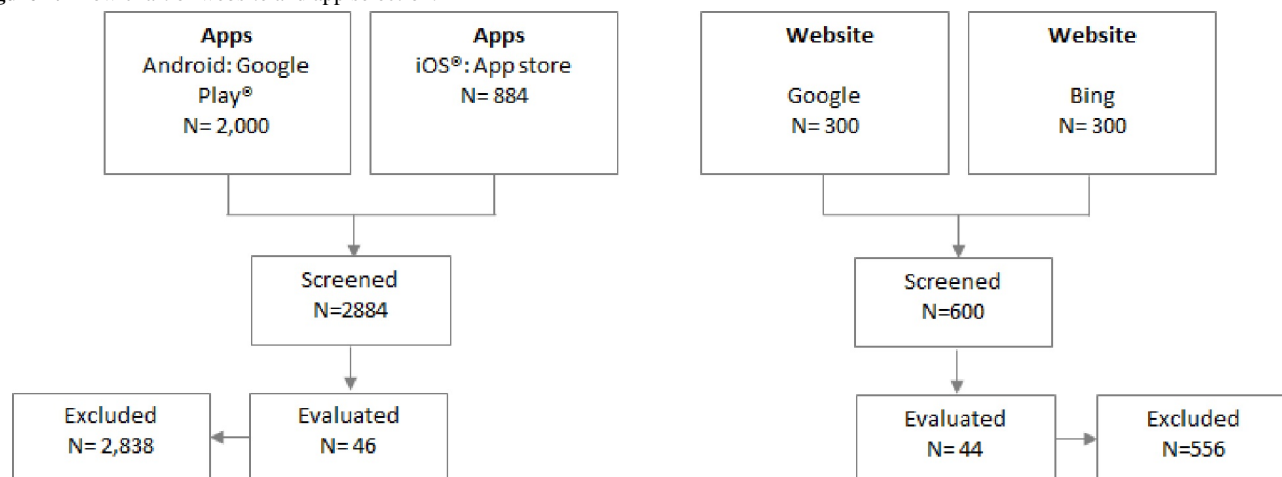 Apps
Android: Google
Play®
N= 2,000
Apps
iOS®: App store
N= 884
Website
Google
N= 300
Website
Bing
N= 300
Screened
N=2884
Screened
N=600
Excluded
N= 2,838
Evaluated
N= 46
Evaluated
N= 44
Excluded
N=556